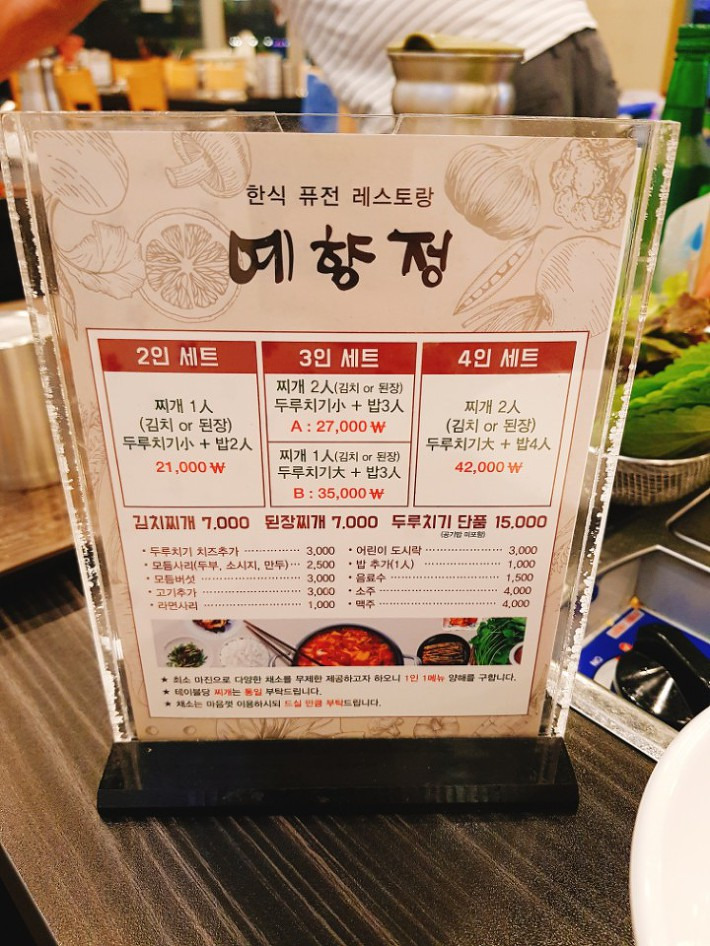 한식 퓨전 레스토랑
예향정
2인 세트
찌개 1人
(김치 or 된장)
두루치기小 + 밥2人
21,000₩
3인 세트
찌개 2人(김치 or 된장)
두루치기小 + 밥3人
A : 27,000₩
찌개 1人(김치 or 된장)
두루치기大 + 밥3人
B : 35,000₩
4인 세트
찌개 2人
(김치 or 된장)
두루치기大 + 밥4人
42,000₩
김치찌개 7.000 된장찌개 7.000 두루치기 단품 15.000
(공기밥 미포함)
· 두루치기 치즈추가 ············ 3,000
· 모듬사리(두부, 소시지, 만두)··· 2,500
· 모듬버섯 ···················· 3,000
· 고기추가 ···················· 3,000
· 라면사리 ···················· 1,000
· 어린이 도시락 ················ 3,000
· 밥 추가(1人) ················ 1,000
· 음료수 ······················ 1,500
· 소주 ························ 4,000
· 맥주 ························ 4,000
★ 최소 마진으로 다양한 채소를 무제한 제공하고자 하오니 1인 1메뉴 양해를 구합니다.
★ 테이블당 찌개는 통일 부탁드립니다.
★ 채소는 마음껏 이용하시되 드실 만큼 부탁드립니다.